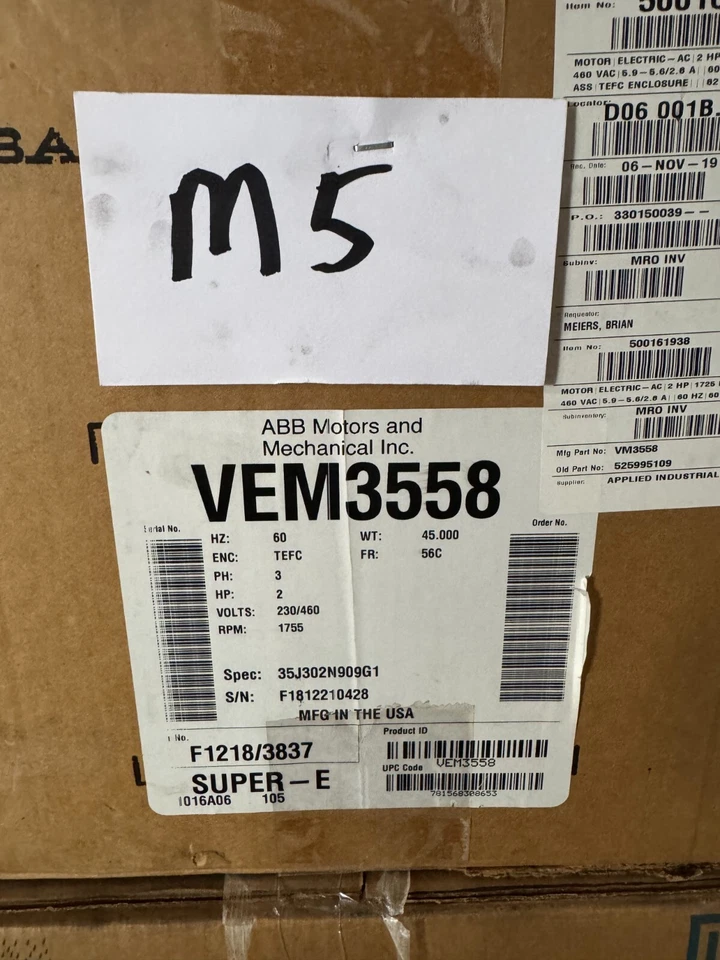 BA
M5
Item No:
MOTOR | ELECTRIC – AC | 2 HP
460 VAC | 5.9 – 5.6/2.8 A | 60
ASS | TEFC ENCLOSURE |
Locator:
D06 001B
Rec. Date: 06 – NOV – 19
P.O.: 330150039 – –
Subinv: MRO INV
Requestor:
MEIERS, BRIAN
Item No: 500161938
MOTOR | ELECTRIC – AC | 2 HP | 1725
460 VAC | 5.9 – 5.6/2.8 A | 60 HZ | 60
Subinventory: MRO INV
Mfg Part No: VM3558
Old Part No: 525995109
Supplier: APPLIED INDUSTRIAL
ABB Motors and
Mechanical Inc.
VEM3558
Serial No.
Order No.
HZ: 60 WT: 45.000
ENC: TEFC FR: 56C
PH: 3
HP: 2
VOLTS: 230/460
RPM: 1755
Spec: 35J302N909G1
S/N: F1812210428
MFG IN THE USA
No.
F1218/3837
SUPER – E
1016A06 105
Product ID
VEM3558
UPC Code
781568308653